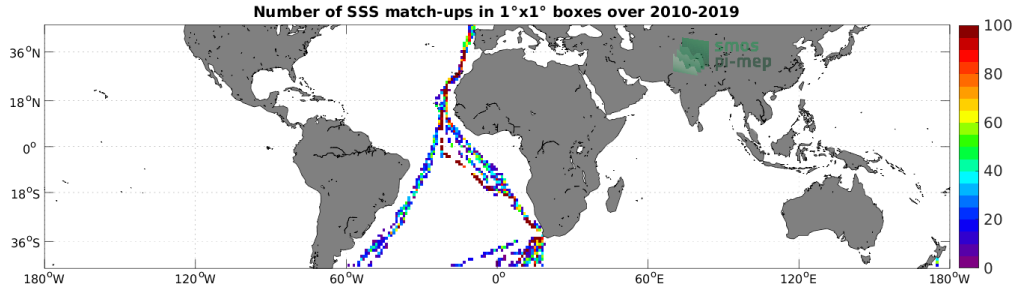 Number of SSS match-ups in 1°x1° boxes over 2010-2019
36°N
18°N
0°
18°S
36°S
180°W
120°W
60°W
0°
60°E
120°E
180°W
smos
pi-mep
100
80
60
40
20
0